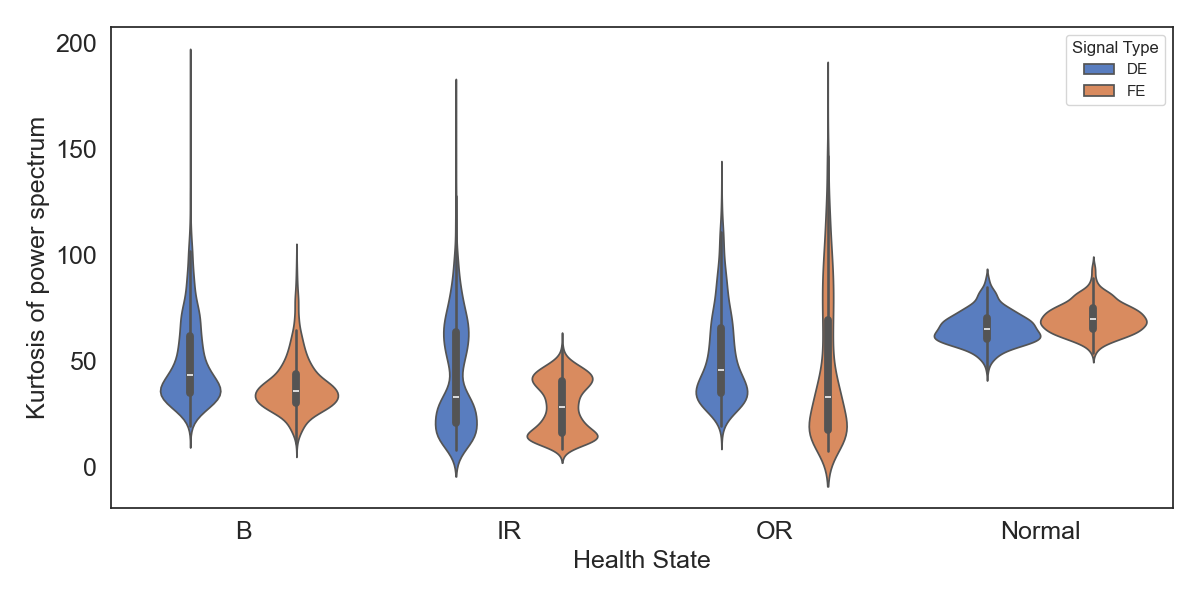 Kurtosis of power spectrum
200
150
100
50
0
Signal Type
DE
FE
B
IR
OR
Normal
Health State